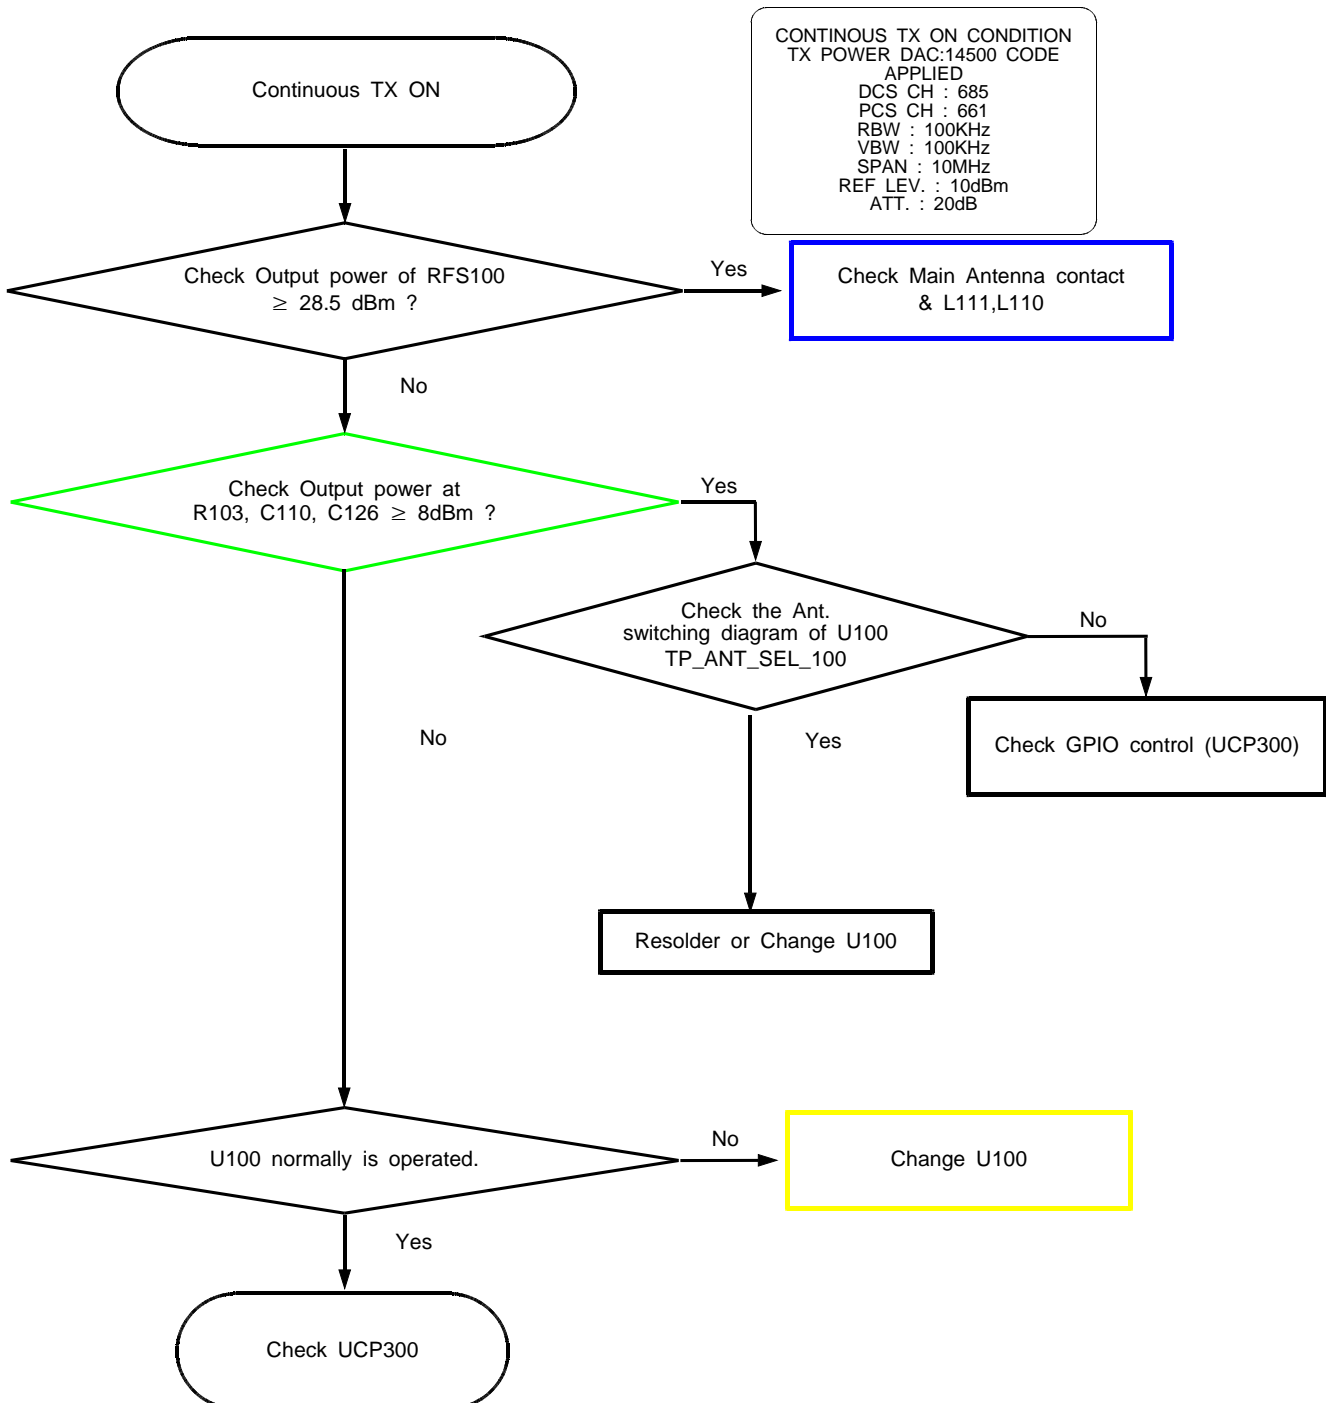 Continuous TX ON
CONTINOUS TX ON CONDITION
TX POWER DAC:14500 CODE
APPLIED
DCS CH : 685
PCS CH : 661
RBW : 100KHz
VBW : 100KHz
SPAN : 10MHz
REF LEV. : 10dBm
ATT. : 20dB
Check Output power of RFS100
≥ 28.5 dBm ?
Yes
Check Main Antenna contact
& L111,L110
No
Check Output power at
R103, C110, C126 ≥ 8dBm ?
Yes
Check the Ant.
switching diagram of U100
TP_ANT_SEL_100
No
Check GPIO control (UCP300)
No
Yes
Resolder or Change U100
U100 normally is operated.
No
Change U100
Yes
Check UCP300